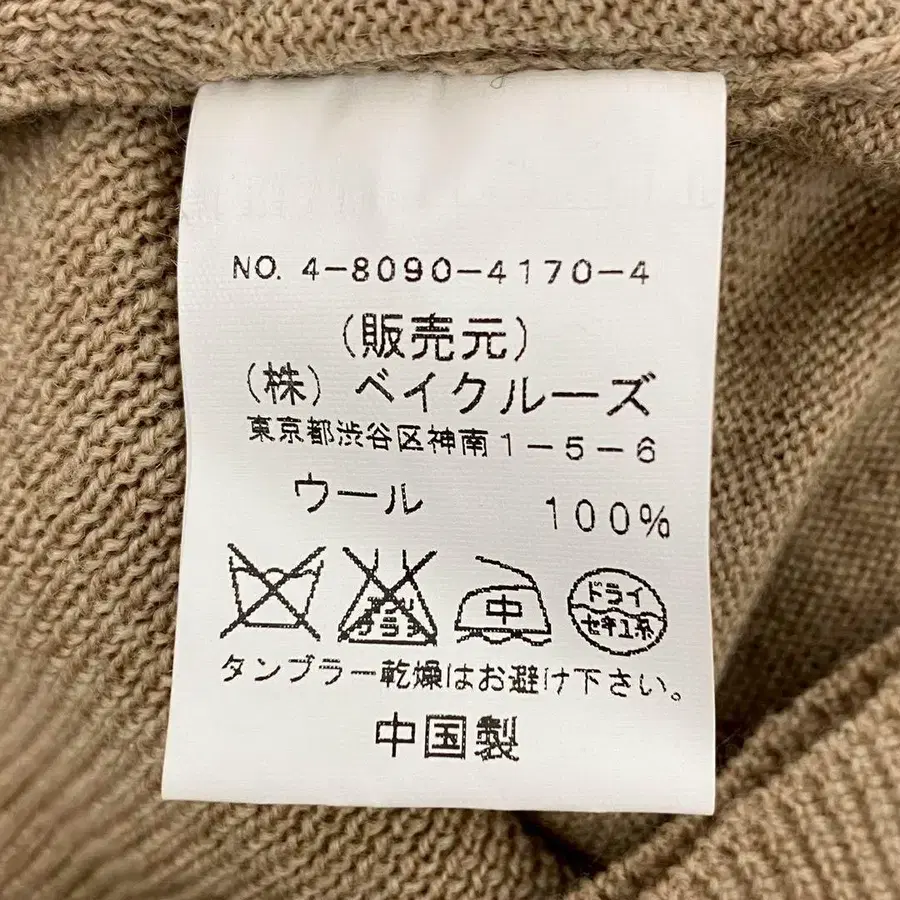 NO. 4-8090-4170-4
(販売元)
(株) ベイクルーズ
東京都渋谷区神南1-5-6
ウール 100%
中 ドライ
セキユ系
タンブラー乾燥はお避け下さい。
中国製